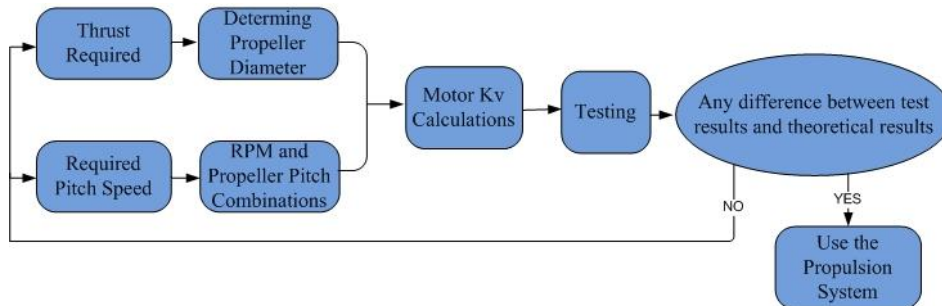 Thrust
Required
Determing
Propeller
Diameter
Required
Pitch Speed
RPM and
Propeller Pitch
Combinations
Motor Kv
Calculations
Testing
Any difference between test
results and theoretical results
NO
YES
Use the
Propulsion
System